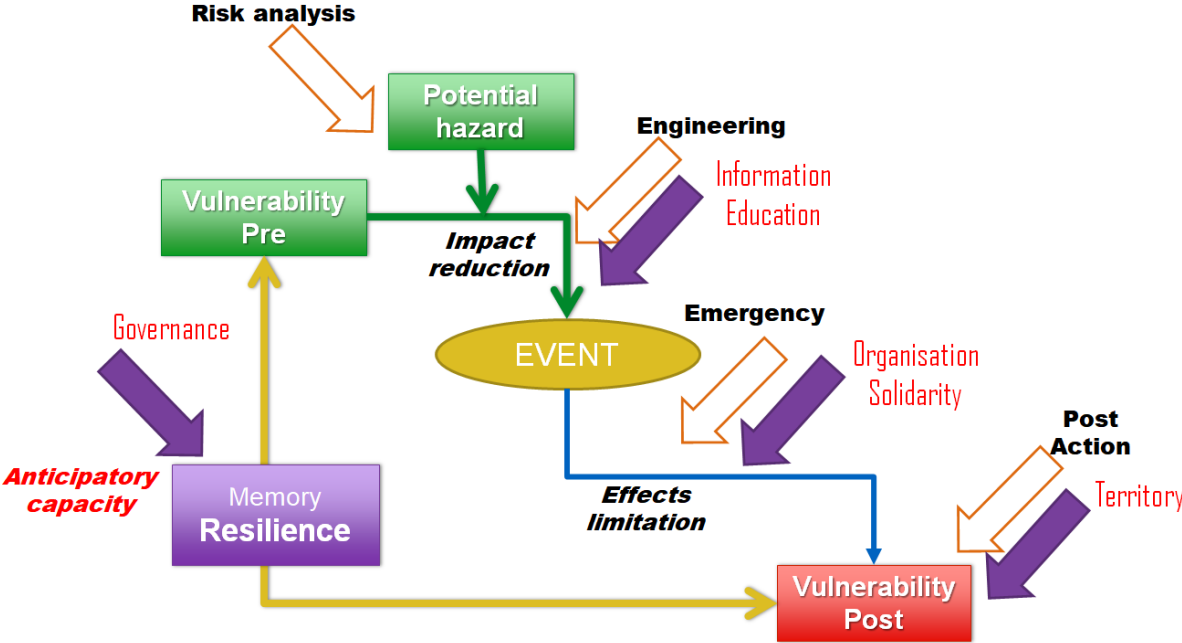 Risk analysis
Potential
hazard
Engineering
Information
Education
Vulnerability
Pre
Impact
reduction
Governance
EVENT
Emergency
Organisation
Solidarity
Post
Action
Anticipatory
capacity
Memory
Resilience
Effects
limitation
Territory
Vulnerability
Post